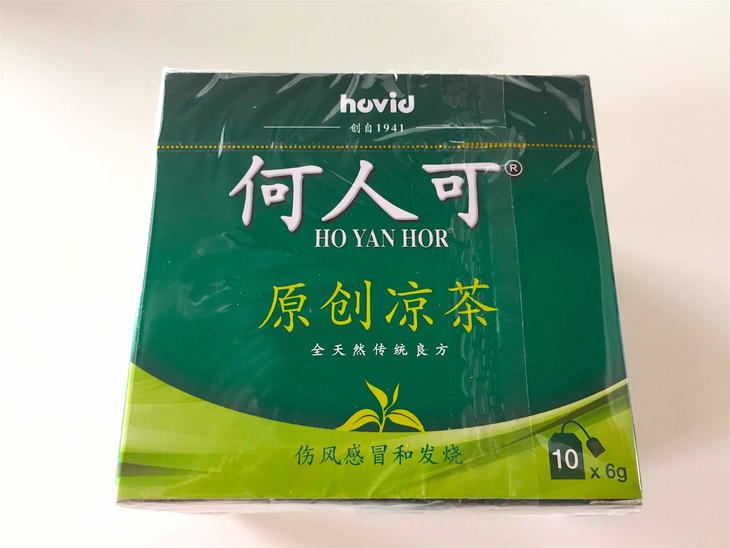 hovid
创自1941
何人可®
HO YAN HOR®
原创凉茶
全天然传统良方
伤风感冒和发烧
10 x 6g